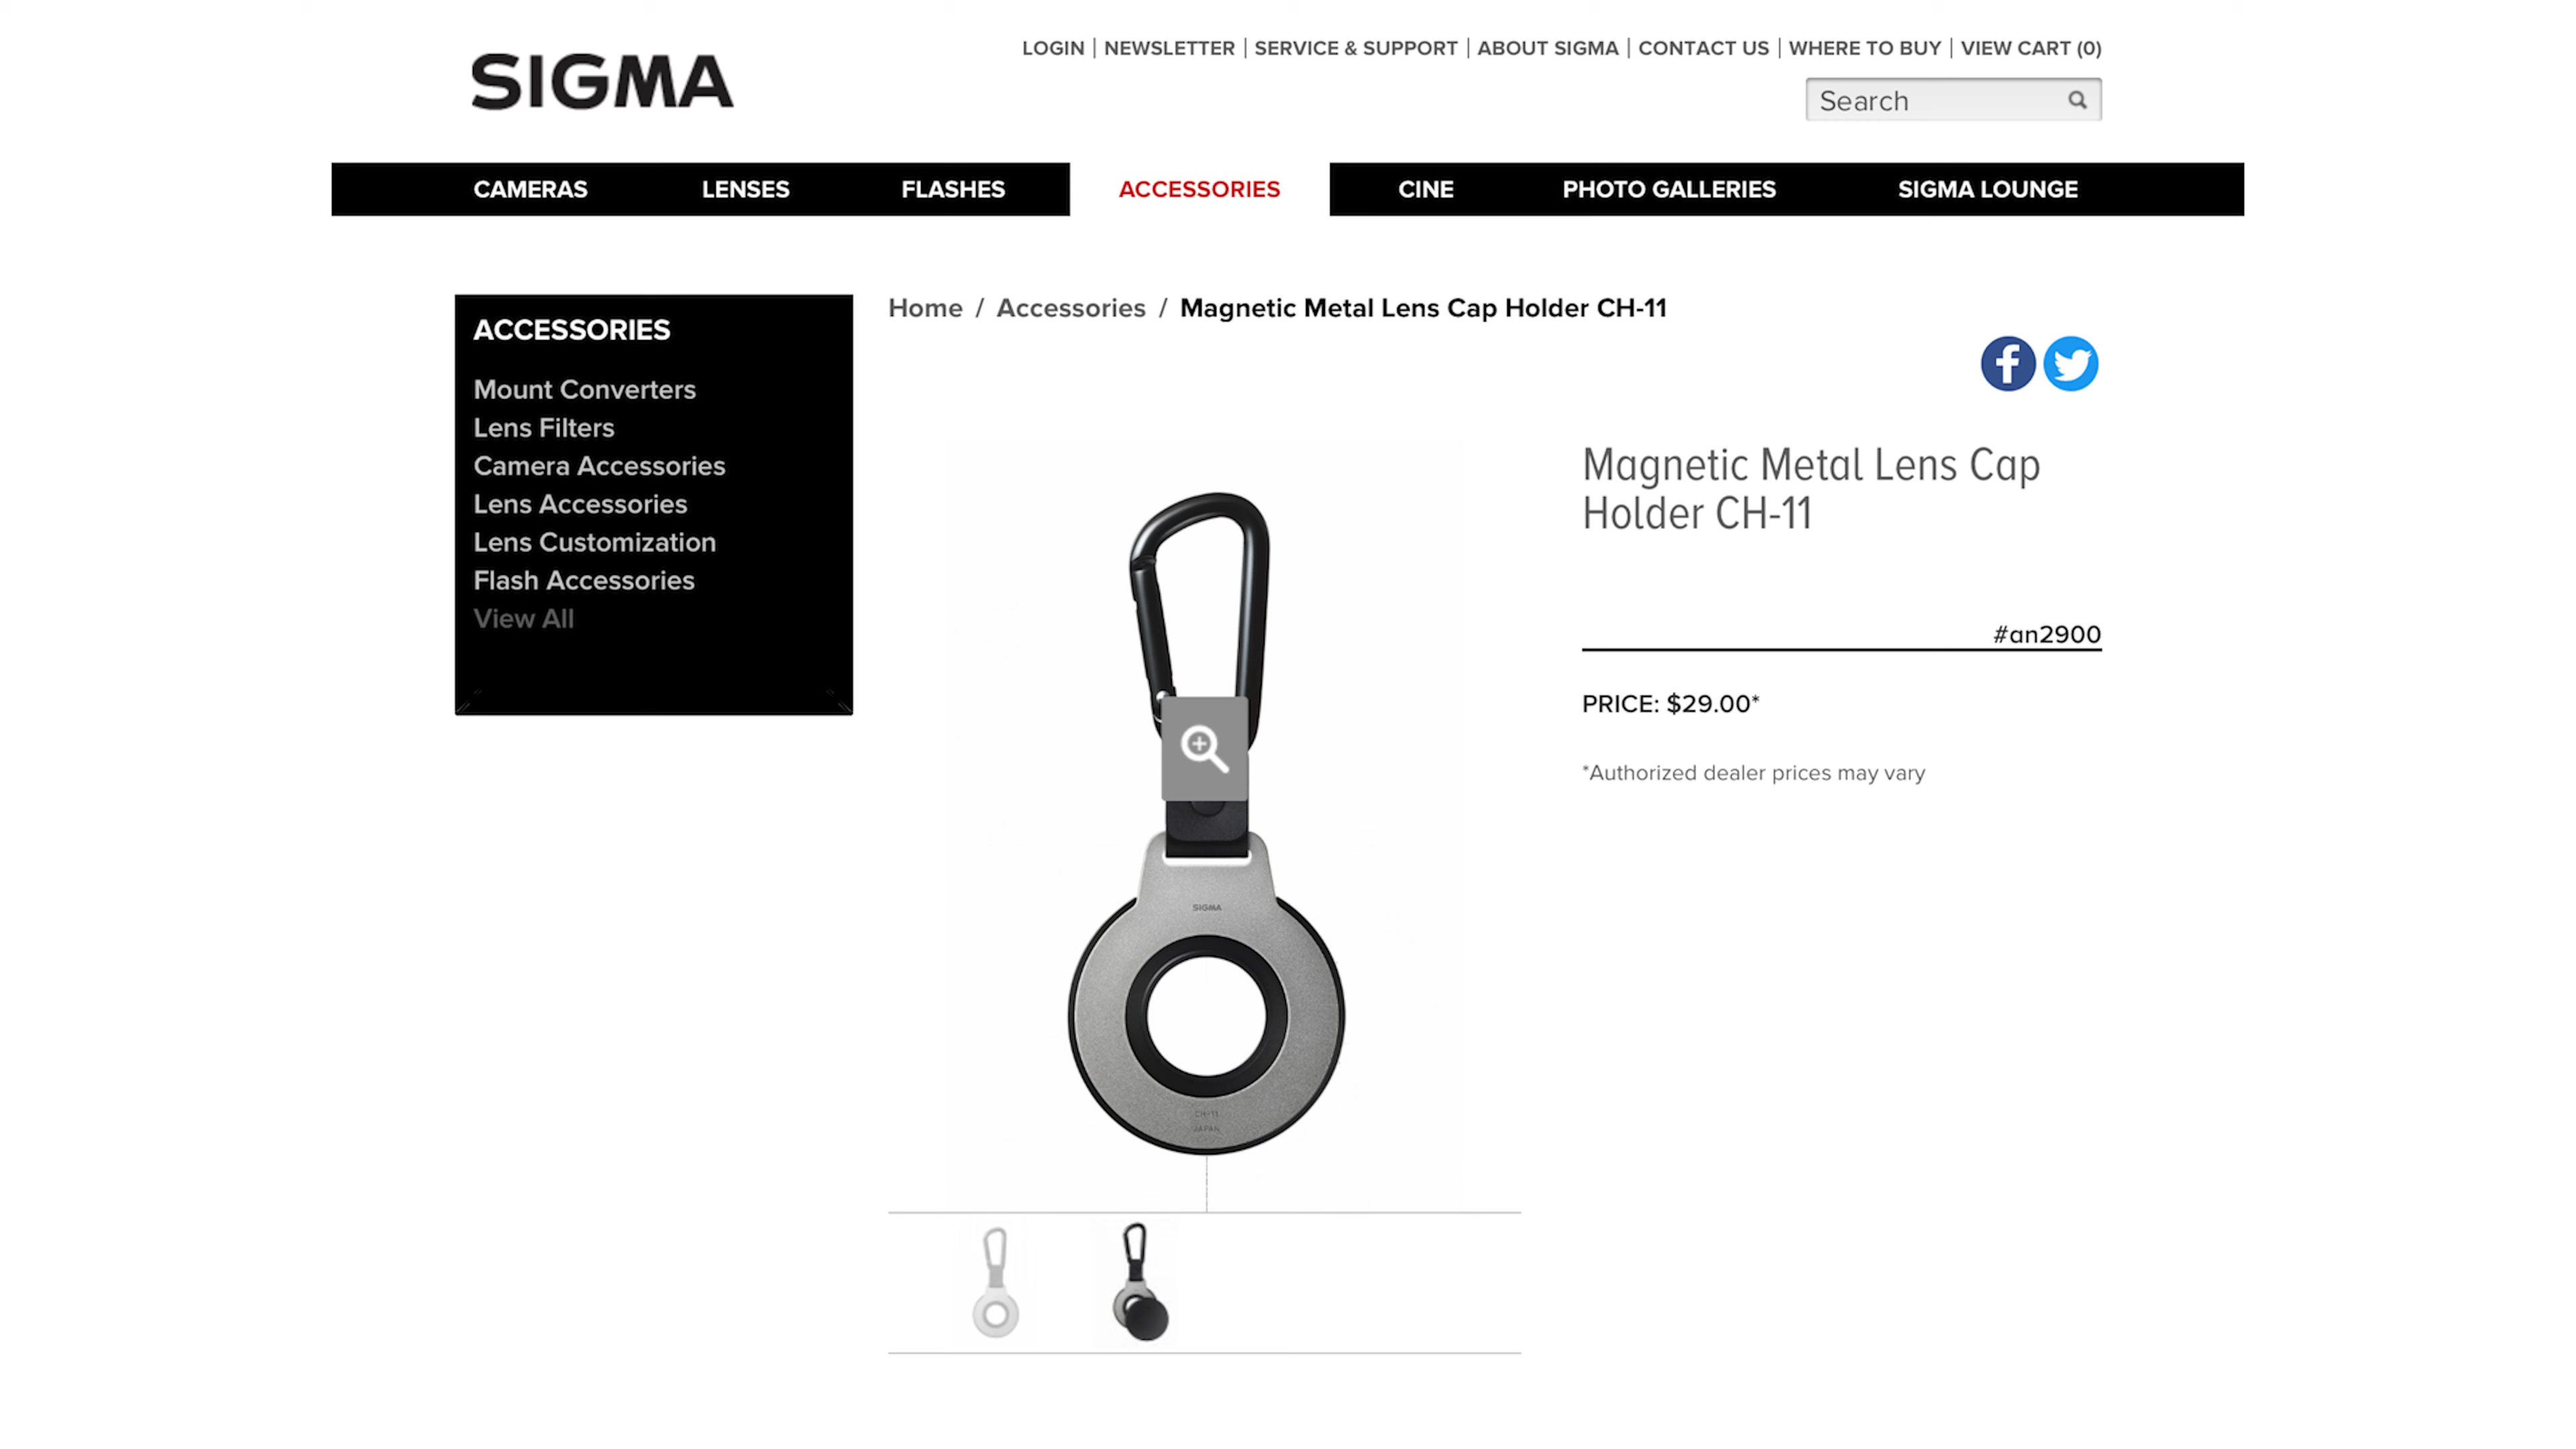 SIGMA
LOGIN | NEWSLETTER | SERVICE & SUPPORT | ABOUT SIGMA | CONTACT US | WHERE TO BUY | VIEW CART (0)
Search
CAMERAS LENSES FLASHES ACCESSORIES CINE PHOTO GALLERIES SIGMA LOUNGE
ACCESSORIES
Mount Converters
Lens Filters
Camera Accessories
Lens Accessories
Lens Customization
Flash Accessories
View All
Home / Accessories / Magnetic Metal Lens Cap Holder CH-11
Magnetic Metal Lens Cap
Holder CH-11
#an2900
PRICE: $29.00*
*Authorized dealer prices may vary
SIGMA
CH-11
JAPAN